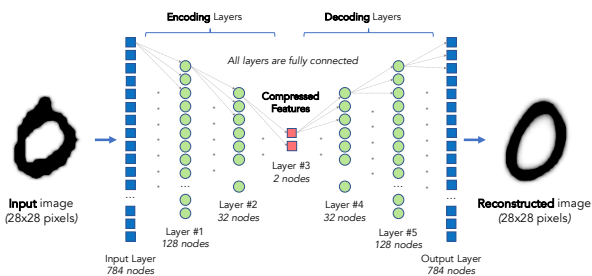 Encoding Layers
Decoding Layers
All layers are fully connected
Compressed
Features
Input image
(28x28 pixels)
...
Input Layer
784 nodes
...
Layer #1
128 nodes
...
Layer #2
32 nodes
Layer #3
2 nodes
...
Layer #4
32 nodes
...
Layer #5
128 nodes
...
Output Layer
784 nodes
Reconstructed image
(28x28 pixels)